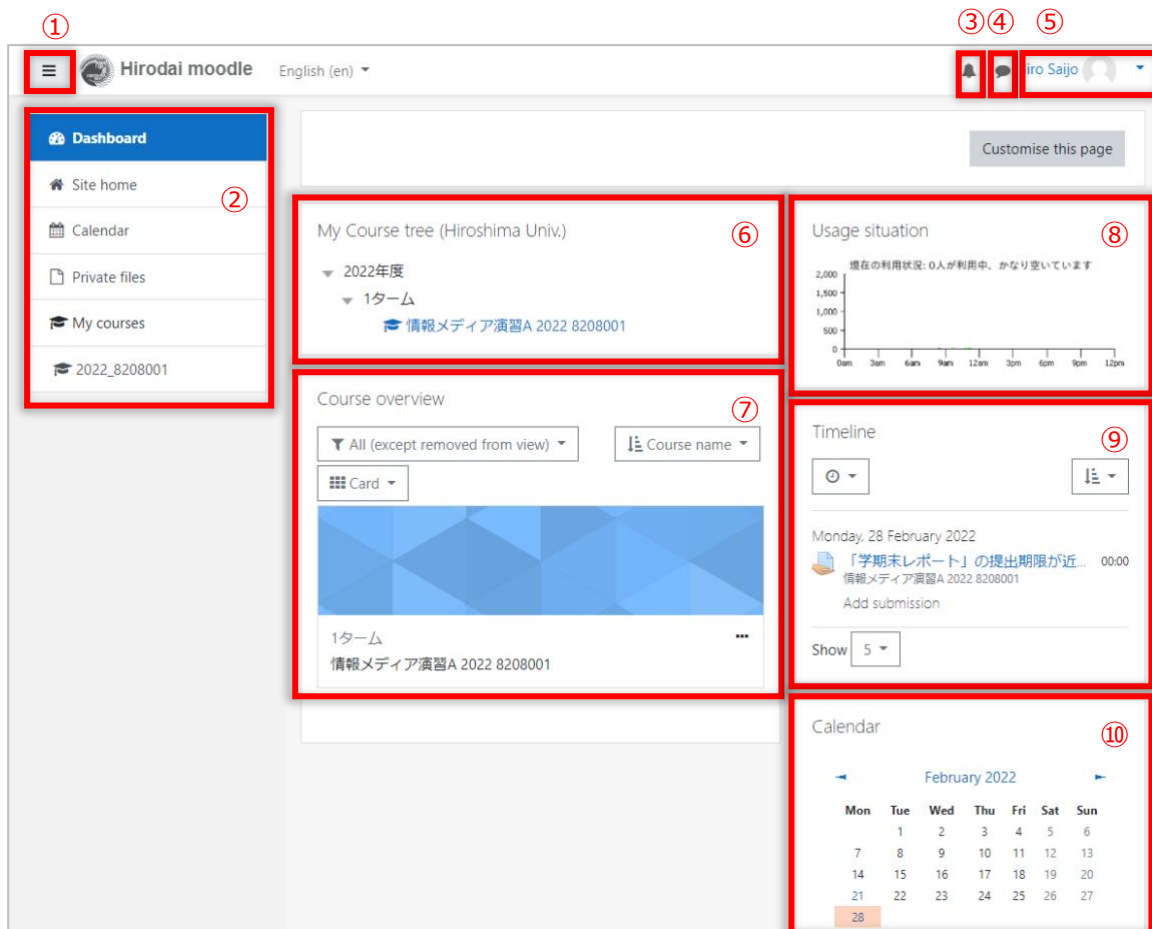 ① ③ ④ ⑤
Hirodai moodle English (en) iro Saijo
Dashboard
Site home
②
Calendar
Private files
My courses
2022_8208001
Customise this page
My Course tree (Hiroshima Univ.) ⑥
2022年度
1ターム
情報メディア演習A 2022 8208001
Course overview ⑦
All (except removed from view) Course name
Card
1ターム
情報メディア演習A 2022 8208001
Usage situation ⑧
現在の利用状況: 0人が利用中、かなり空いています
2,000
1,500
1,000
500
0
0am 3am 6am 9am 12am 3pm 6pm 9pm 12pm
Timeline ⑨
Monday, 28 February 2022
「学期末レポート」の提出期限が近... 00:00
情報メディア演習A 2022 8208001
Add submission
Show 5
Calendar ⑩
February 2022
Mon Tue Wed Thu Fri Sat Sun
1 2 3 4 5 6
7 8 9 10 11 12 13
14 15 16 17 18 19 20
21 22 23 24 25 26 27
28